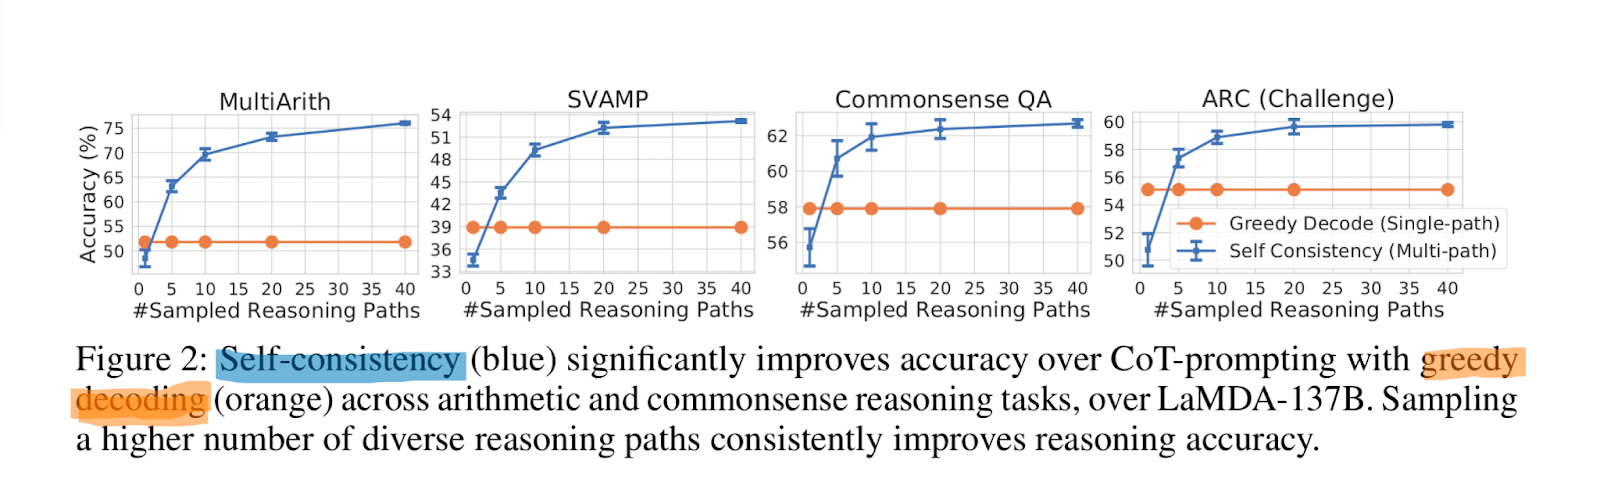 MultiArith
Accuracy (%)
75
70
65
60
55
50
0 5 10 15 20 25 30 35 40
#Sampled Reasoning Paths
SVAMP
54
51
48
45
42
39
36
33
0 5 10 15 20 25 30 35 40
#Sampled Reasoning Paths
Commonsense QA
62
60
58
56
0 5 10 15 20 25 30 35 40
#Sampled Reasoning Paths
ARC (Challenge)
60
58
56
54
52
50
Greedy Decode (Single-path)
Self Consistency (Multi-path)
0 5 10 15 20 25 30 35 40
#Sampled Reasoning Paths
Figure 2: Self-consistency (blue) significantly improves accuracy over CoT-prompting with greedy
decoding (orange) across arithmetic and commonsense reasoning tasks, over LaMDA-137B. Sampling
a higher number of diverse reasoning paths consistently improves reasoning accuracy.